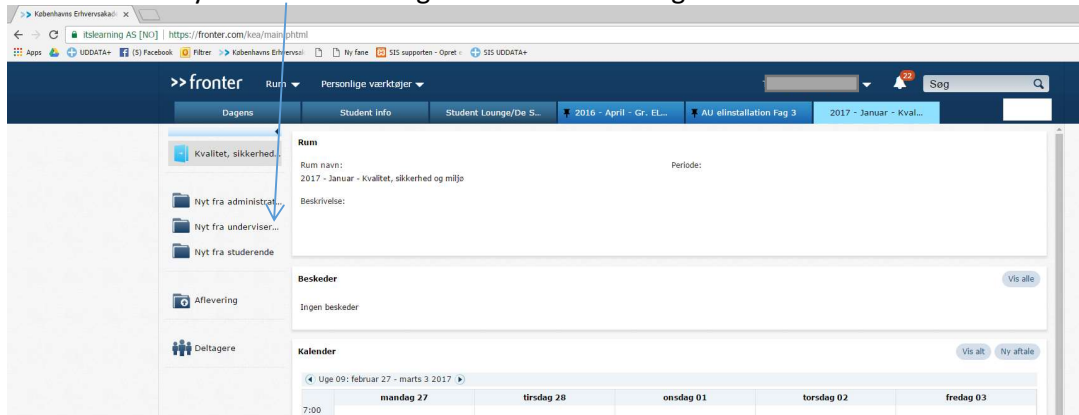 >> Københavns Erhvervsakad
itslearning AS [NO] | https://fronter.com/kea/main.phtml
Apps UDDATA+ (5) Facebook Filtrer >> Københavns Erhvervsak Ny fane SIS supporten - Opret SIS UDDATA+
>>fronter Rum Personlige værktøjer 22 Søg
Dagens Student info Student Lounge/De S... 2016 - April - Gr. EL... AU elinstallation Fag 3 2017 - Januar - Kval...
Kvalitet, sikkerhed...
Nyt fra administrat...
Nyt fra underviser...
Nyt fra studerende
Aflevering
Deltagere
Rum
Rum navn: Periode:
2017 - Januar - Kvalitet, sikkerhed og miljø
Beskrivelse:
Beskeder Vis alle
Ingen beskeder
Kalender Vis alt Ny aftale
Uge 09: februar 27 - marts 3 2017
mandag 27 tirsdag 28 onsdag 01 torsdag 02 fredag 03
7:00